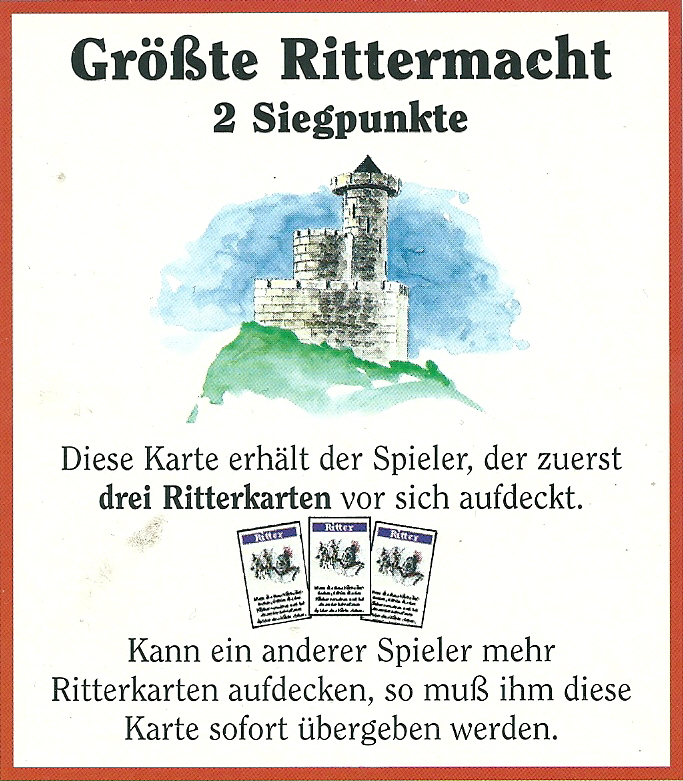 Größte Rittermacht
2 Siegpunkte
Diese Karte erhält der Spieler, der zuerst
drei Ritterkarten vor sich aufdeckt.
Ritter
Ritter
Ritter
Kann ein anderer Spieler mehr
Ritterkarten aufdecken, so muß ihm diese
Karte sofort übergeben werden.